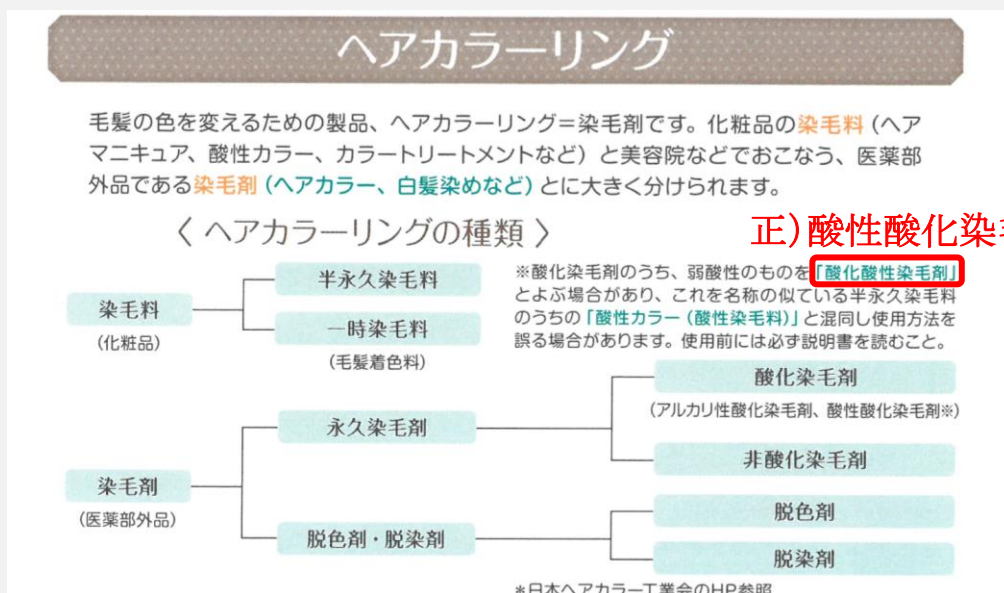 ヘアカラーリング
毛髪の色を変えるための製品、ヘアカラーリング＝染毛剤です。化粧品の染毛料（ヘア
マニキュア、酸性カラー、カラートリートメントなど）と美容院などでおこなう、医薬部
外品である染毛剤（ヘアカラー、白髪染めなど）とに大きく分けられます。
〈 ヘアカラーリングの種類 〉
正）酸性酸化染
※酸化染毛剤のうち、弱酸性のものを「酸化酸性染毛剤」
とよぶ場合があり、これを名称の似ている半永久染毛料
のうちの「酸性カラー（酸性染毛料）」と混同し使用方法を
誤る場合があります。使用前には必ず説明書を読むこと。
染毛料
（化粧品）
半永久染毛料
一時染毛料
（毛髪着色料）
染毛剤
（医薬部外品）
永久染毛剤
酸化染毛剤
（アルカリ性酸化染毛剤、酸性酸化染毛剤※）
非酸化染毛剤
脱色剤・脱染剤
脱色剤
脱染剤
＊日本ヘアカラー工業会のHP参照